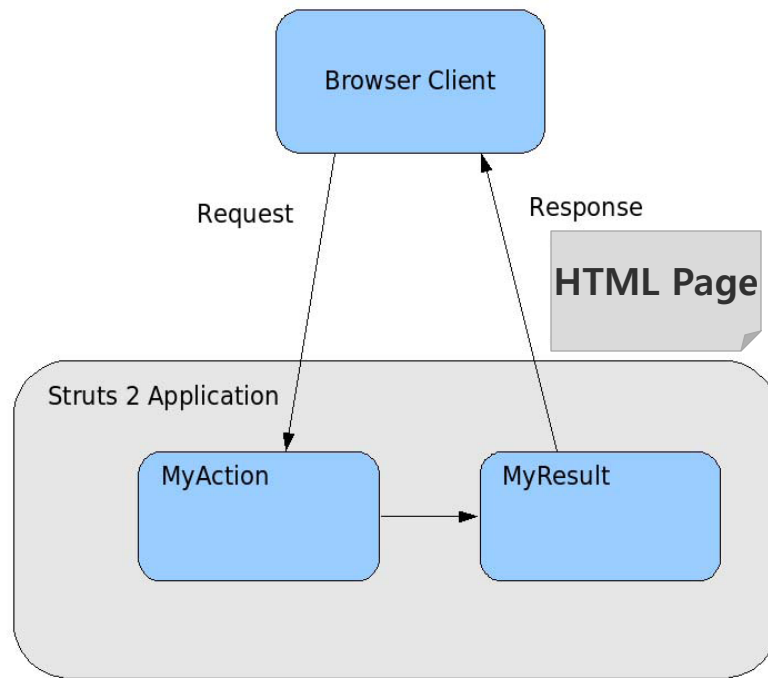 Browser Client
Request
Response
HTML Page
Struts 2 Application
MyAction
MyResult